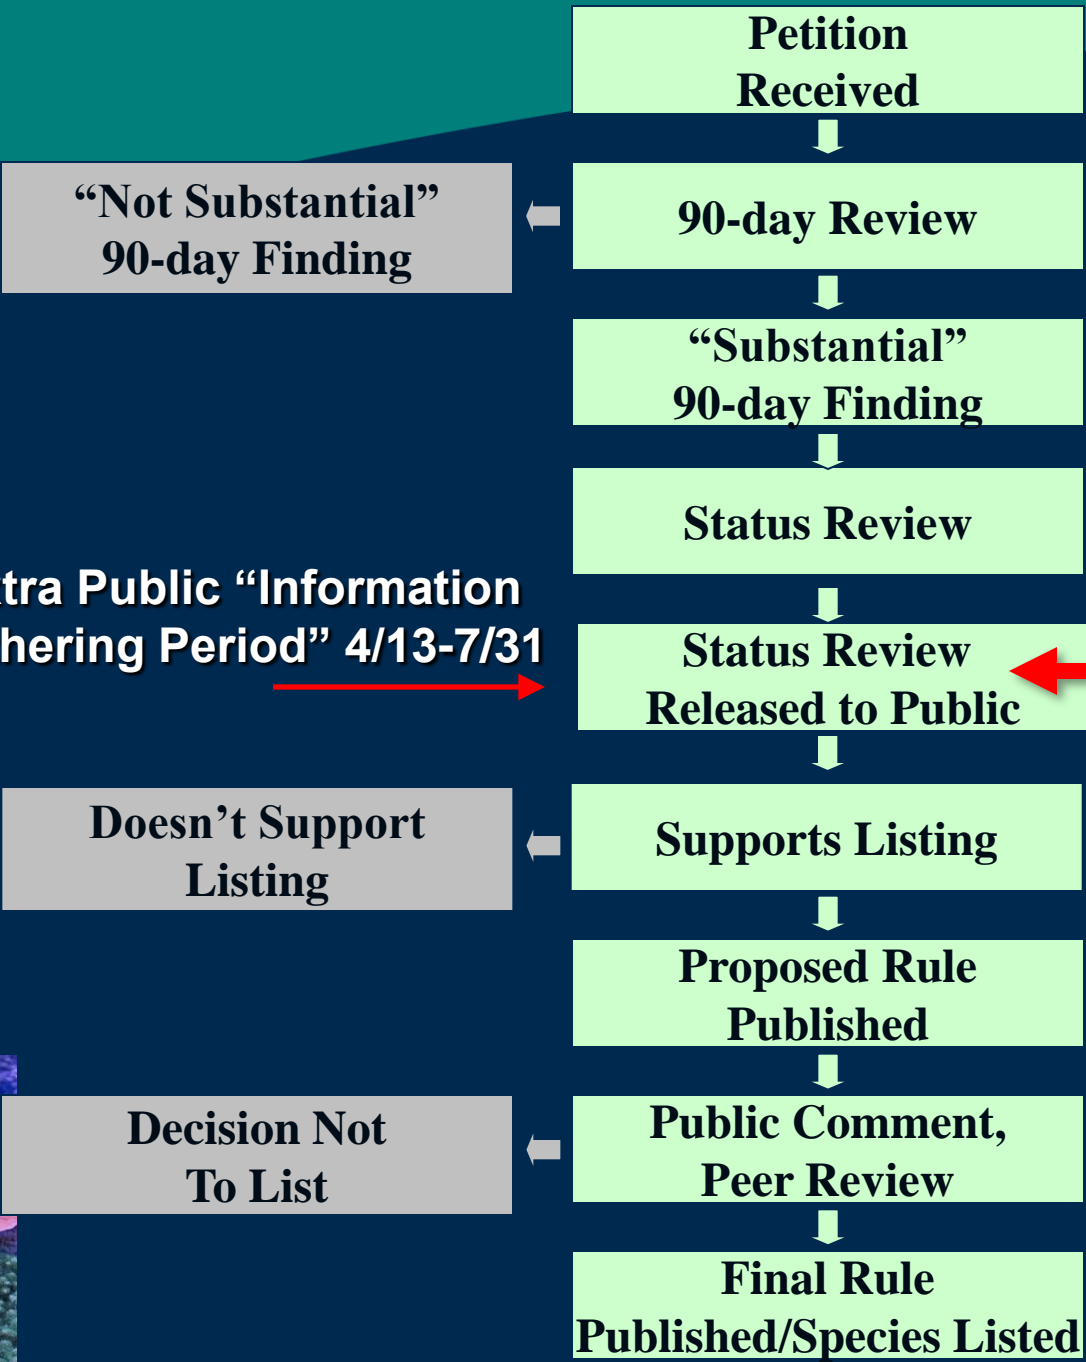 Petition
Received
“Not Substantial”
90-day Finding
90-day Review
“Substantial”
90-day Finding
Status Review
tra Public “Information
hering Period” 4/13-7/31
Status Review
Released to Public
Doesn’t Support
Listing
Supports Listing
Proposed Rule
Published
Decision Not
To List
Public Comment,
Peer Review
Final Rule
Published/Species Listed